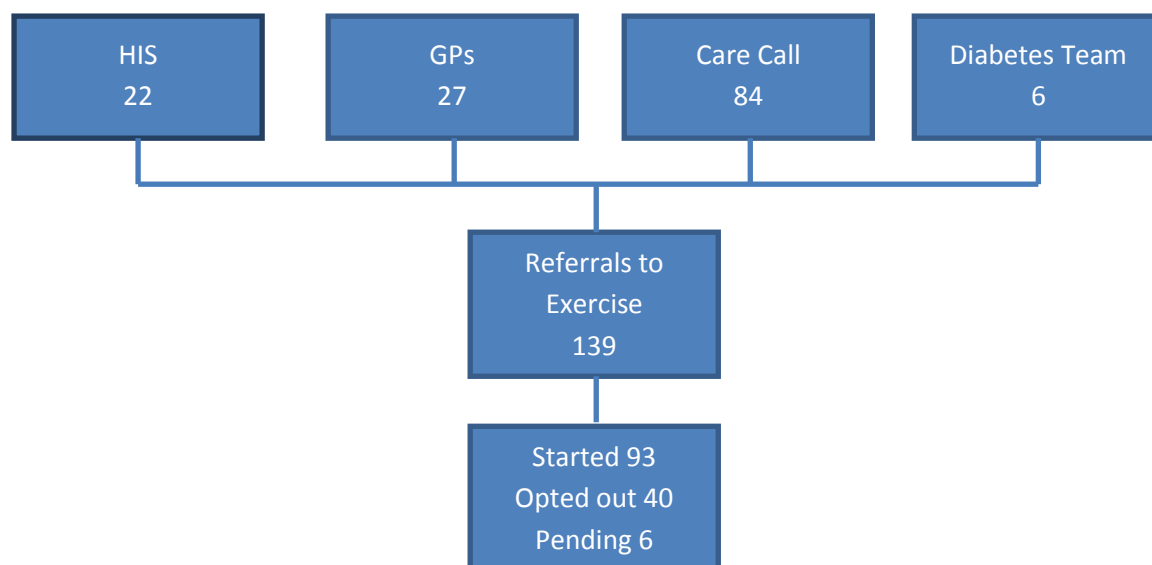 HIS
22
GPs
27
Care Call
84
Diabetes Team
6
Referrals to
Exercise
139
Started 93
Opted out 40
Pending 6